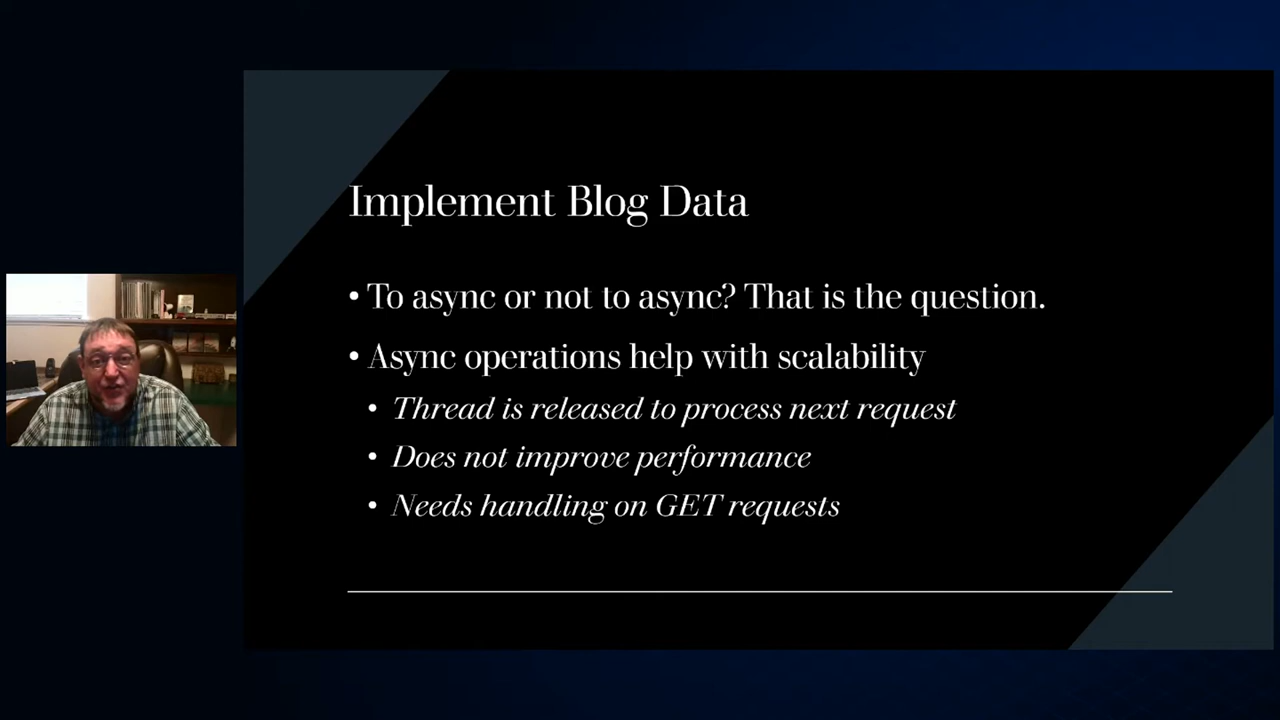 Implement Blog Data
• To async or not to async? That is the question.
• Async operations help with scalability
• Thread is released to process next request
• Does not improve performance
• Needs handling on GET requests